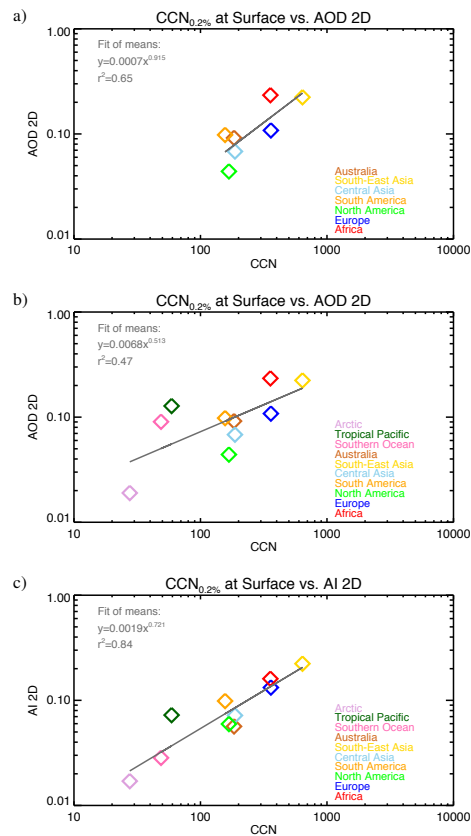 a)
CCN0.2% at Surface vs. AOD 2D
Fit of means:
y=0.0007x^0.915
r²=0.65
1.00
0.10
0.01
AOD 2D
Australia
South-East Asia
Central Asia
South America
North America
Europe
Africa
10 100 1000 10000
CCN
b)
CCN0.2% at Surface vs. AOD 2D
Fit of means:
y=0.0068x^0.513
r²=0.47
1.00
0.10
0.01
AOD 2D
Arctic
Tropical Pacific
Southern Ocean
Australia
South-East Asia
Central Asia
South America
North America
Europe
Africa
10 100 1000 10000
CCN
c)
CCN0.2% at Surface vs. AI 2D
Fit of means:
y=0.0019x^0.721
r²=0.84
1.00
0.10
0.01
AI 2D
Arctic
Tropical Pacific
Southern Ocean
Australia
South-East Asia
Central Asia
South America
North America
Europe
Africa
10 100 1000 10000
CCN